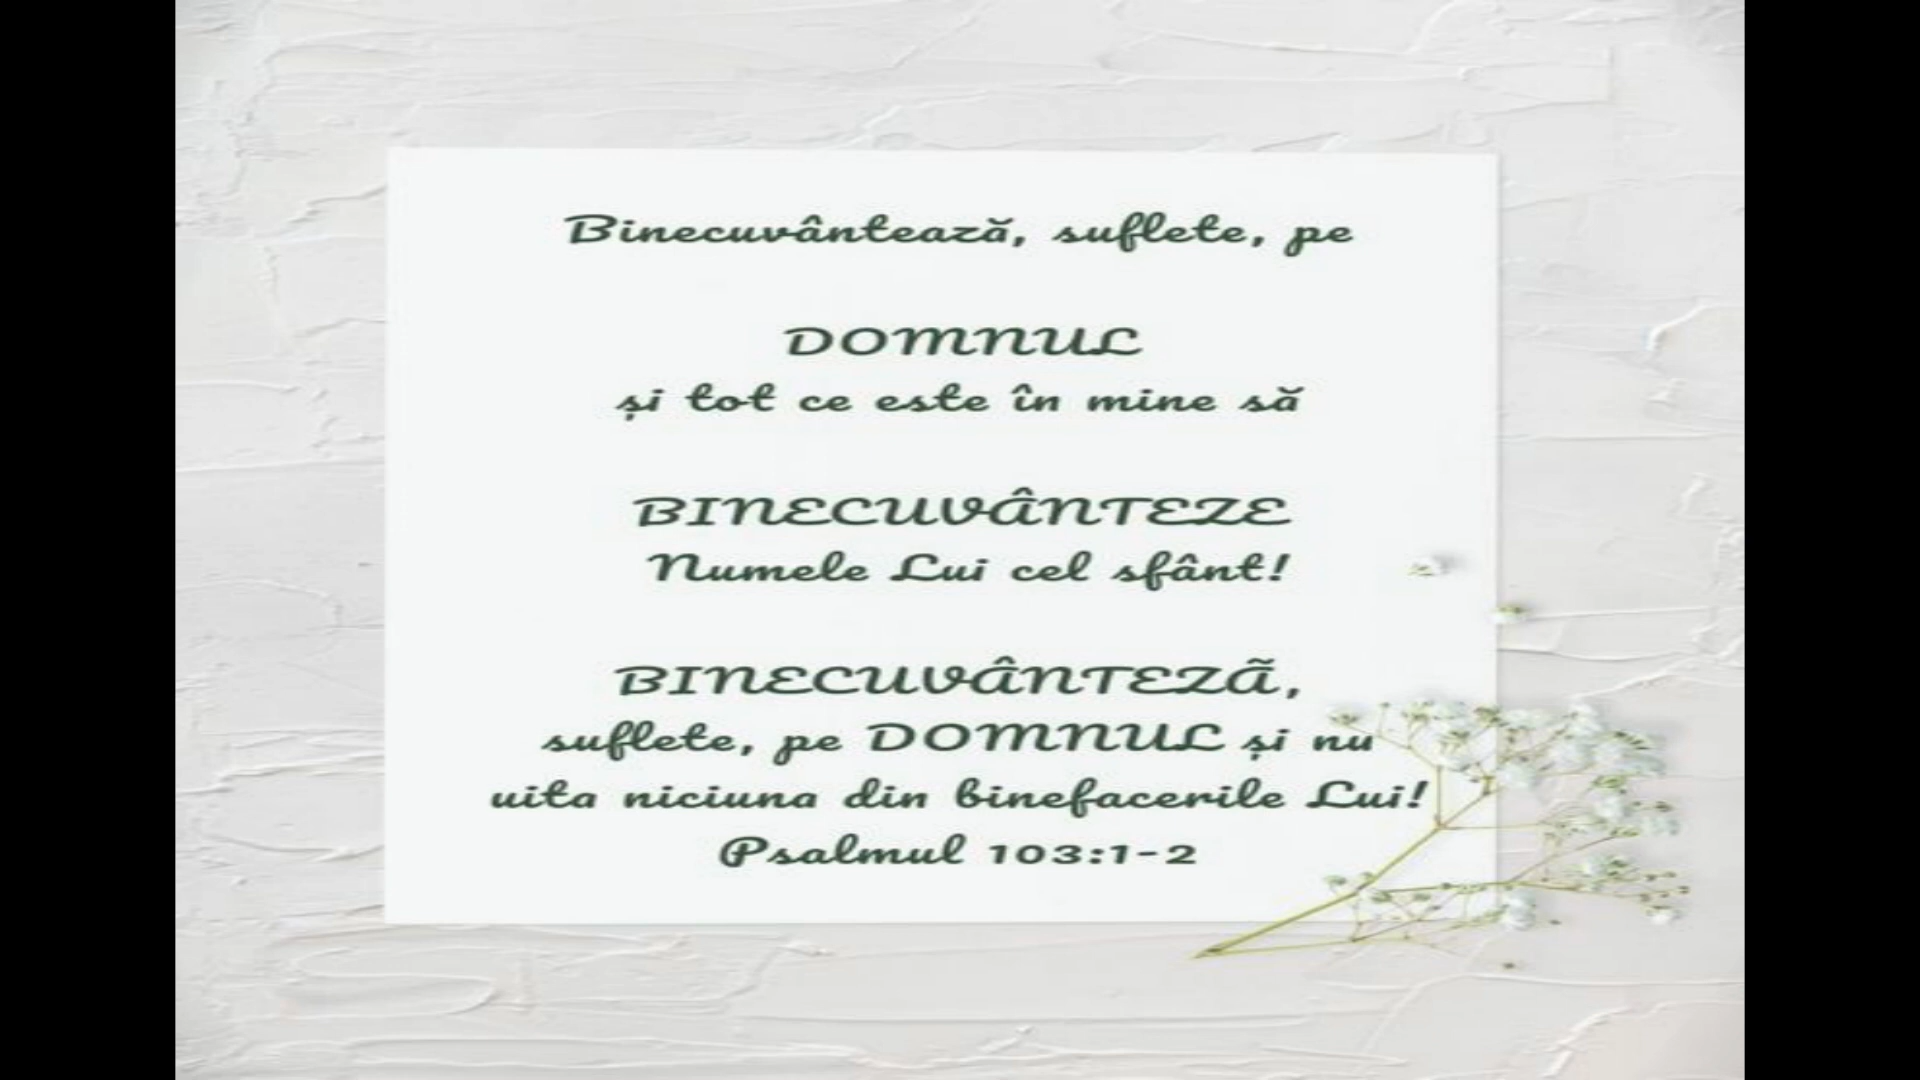 Binecuvântează, suflete, pe
DOMNUL
și tot ce este în mine să
BINECUVÂNTEZE
Numele Lui cel sfânt!
BINECUVÂNTEZÃ,
suflete, pe DOMNUL și nu
uita niciuna din binefacerile Lui!
Psalmul 103:1-2